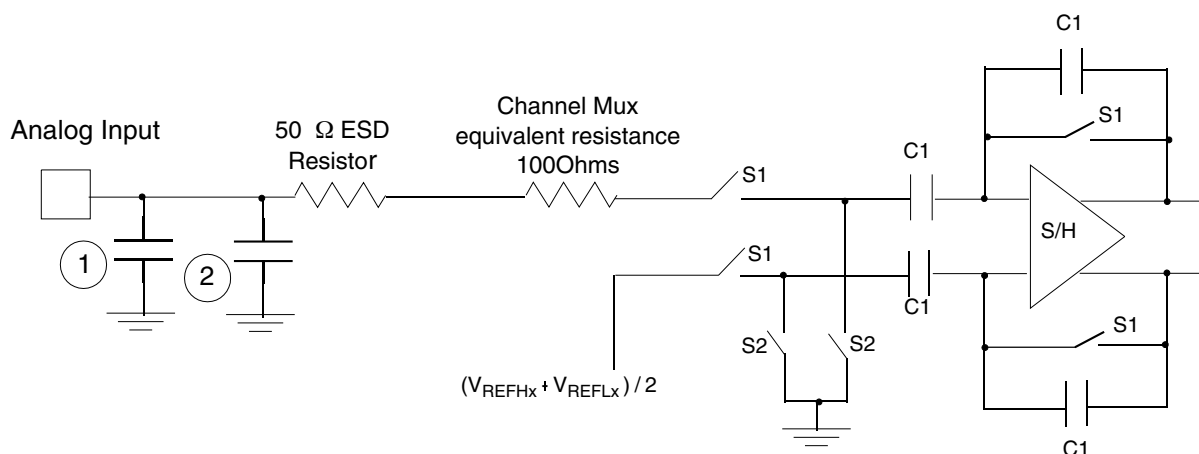 C1
Analog Input
50 Ω ESD
Resistor
Channel Mux
equivalent resistance
100Ohms
S1
C1
S1
S/H
1
2
S1
C1
S2
S2
S1
(VREFHx + VREFLx) / 2
C1